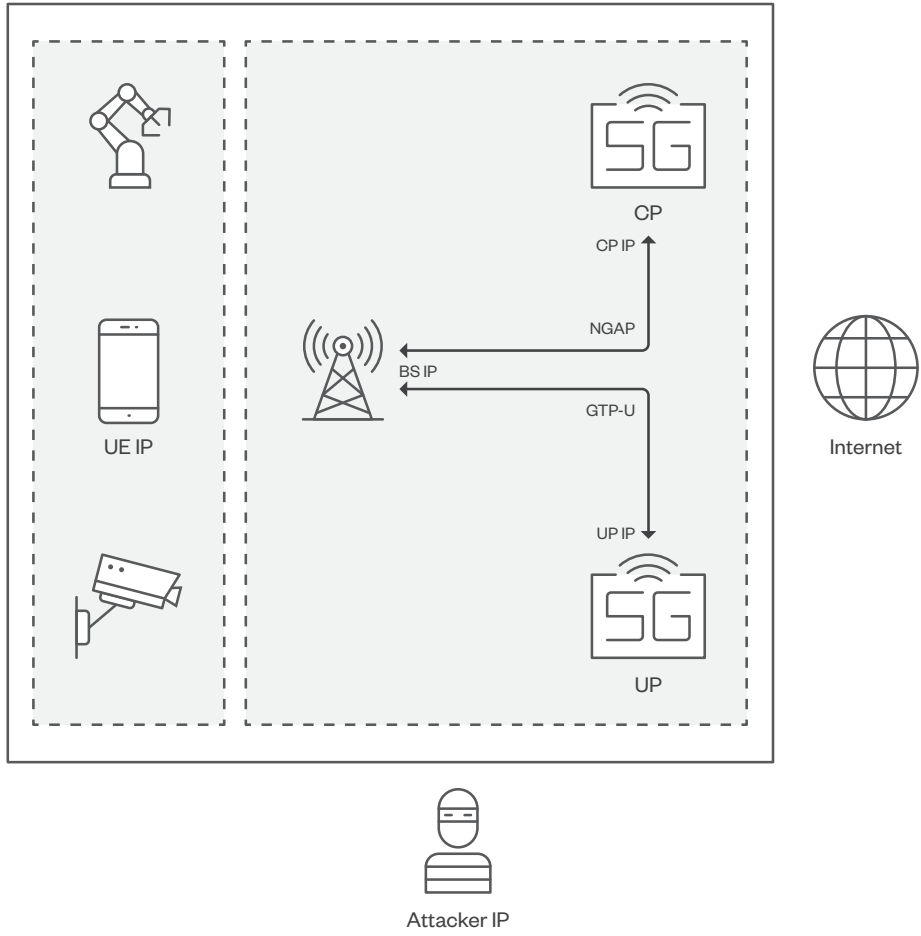 5G
CP
CP IP
NGAP
BS IP
GTP-U
UE IP
Internet
UP IP
5G
UP
Attacker IP